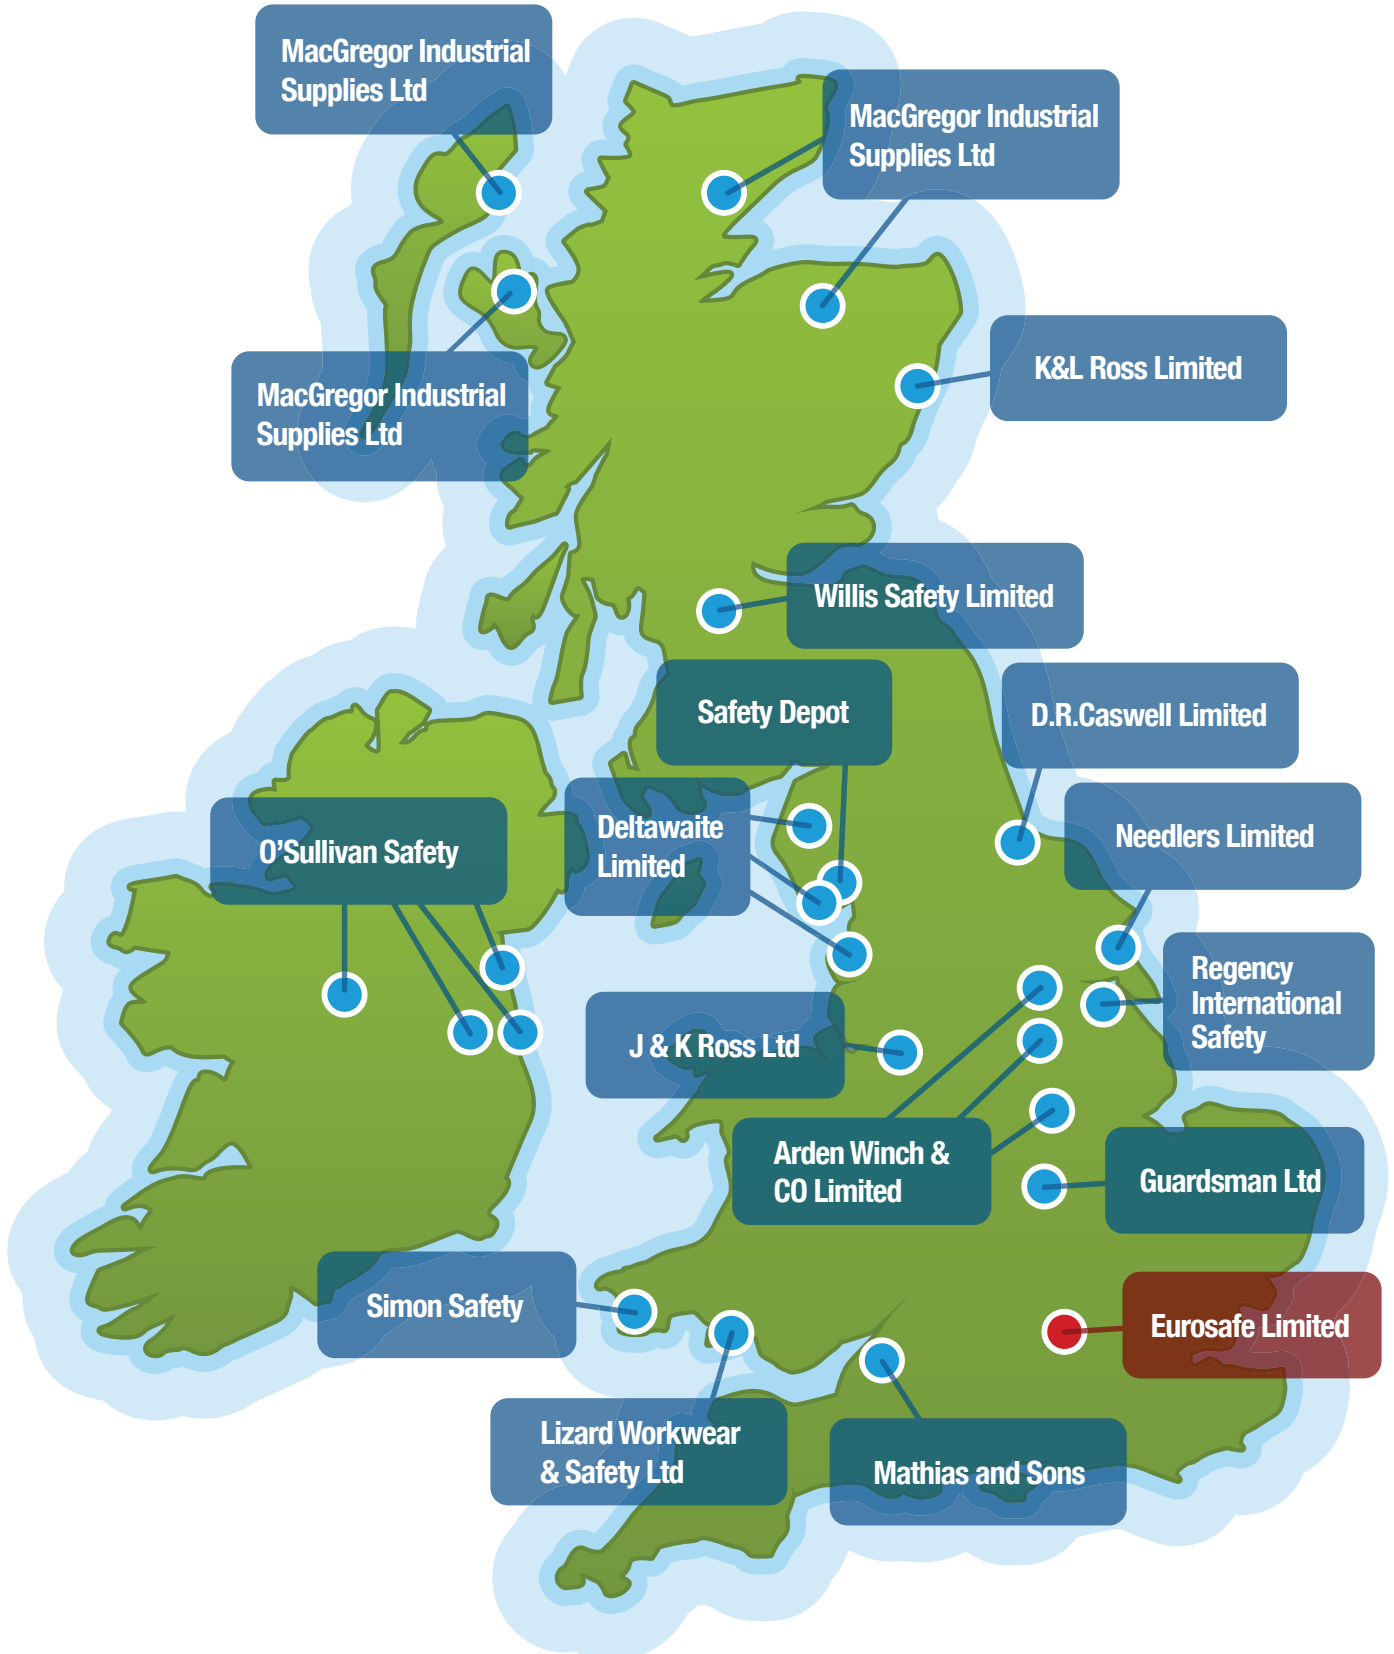 MacGregor Industrial
Supplies Ltd
MacGregor Industrial
Supplies Ltd
K&L Ross Limited
MacGregor Industrial
Supplies Ltd
Willis Safety Limited
Safety Depot
D.R.Caswell Limited
Deltawaite
Limited
Needlers Limited
O'Sullivan Safety
Regency
International
Safety
J & K Ross Ltd
Arden Winch &
CO Limited
Guardsman Ltd
Simon Safety
Eurosafe Limited
Lizard Workwear
& Safety Ltd
Mathias and Sons